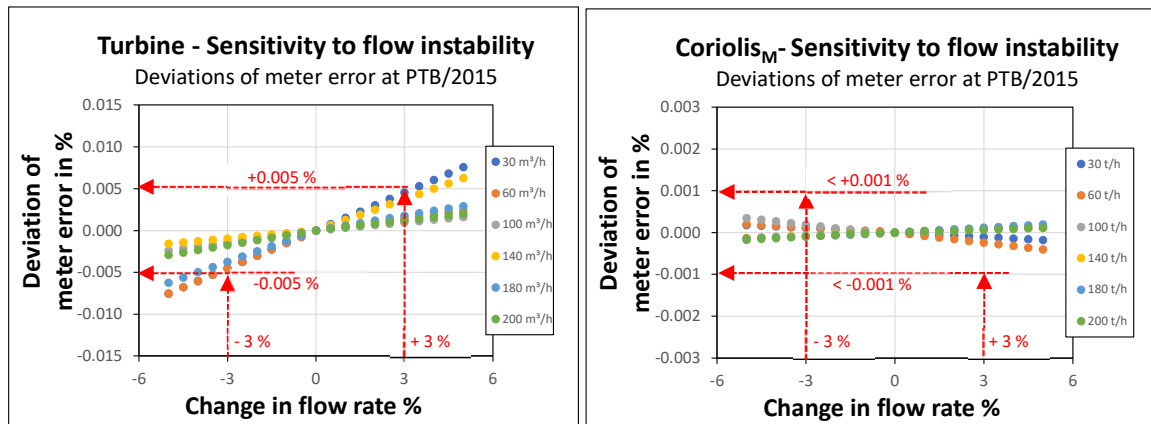 Turbine - Sensitivity to flow instability
Deviations of meter error at PTB/2015
Deviation of
meter error in %
0.015
0.010
0.005
0.000
-0.005
-0.010
-0.015
+0.005 %
-0.005 %
- 3 %
+ 3 %
-6
-3
0
3
6
Change in flow rate %
30 m³/h
60 m³/h
100 m³/h
140 m³/h
180 m³/h
200 m³/h
CoriolisM- Sensitivity to flow instability
Deviations of meter error at PTB/2015
Deviation of
meter error in %
0.003
0.002
0.001
0.000
-0.001
-0.002
-0.003
< +0.001 %
< -0.001 %
- 3 %
+ 3 %
-6
-3
0
3
6
Change in flow rate %
30 t/h
60 t/h
100 t/h
140 t/h
180 t/h
200 t/h